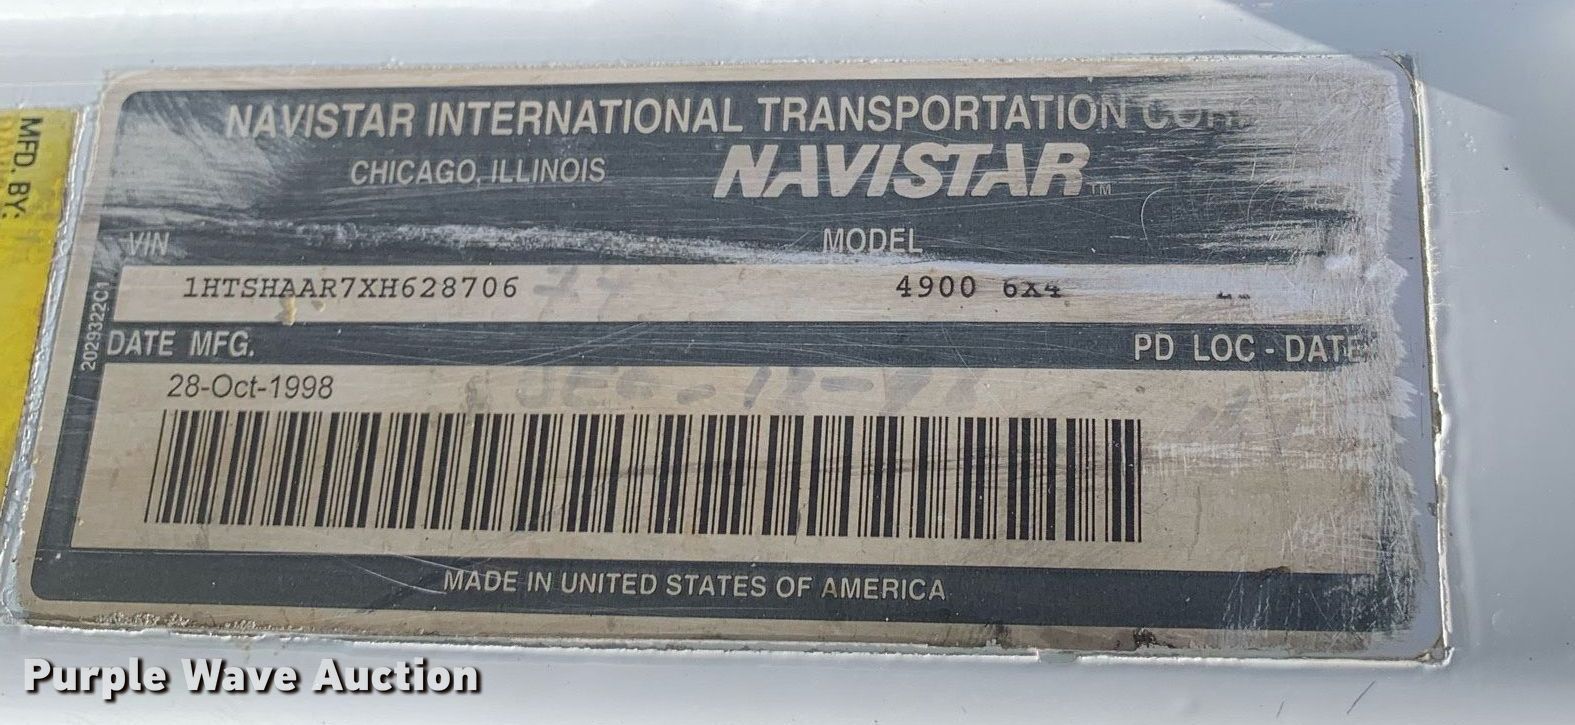 NAVISTAR INTERNATIONAL TRANSPORTATION
CHICAGO, ILLINOIS NAVISTAR™
VIN MODEL
1HTSHAAR7XH628706 4900 6x4
2029322C1
DATE MFG. PD LOC - DATE
28-Oct-1998
MADE IN UNITED STATES OF AMERICA
MFD. BY:
Purple Wave Auction